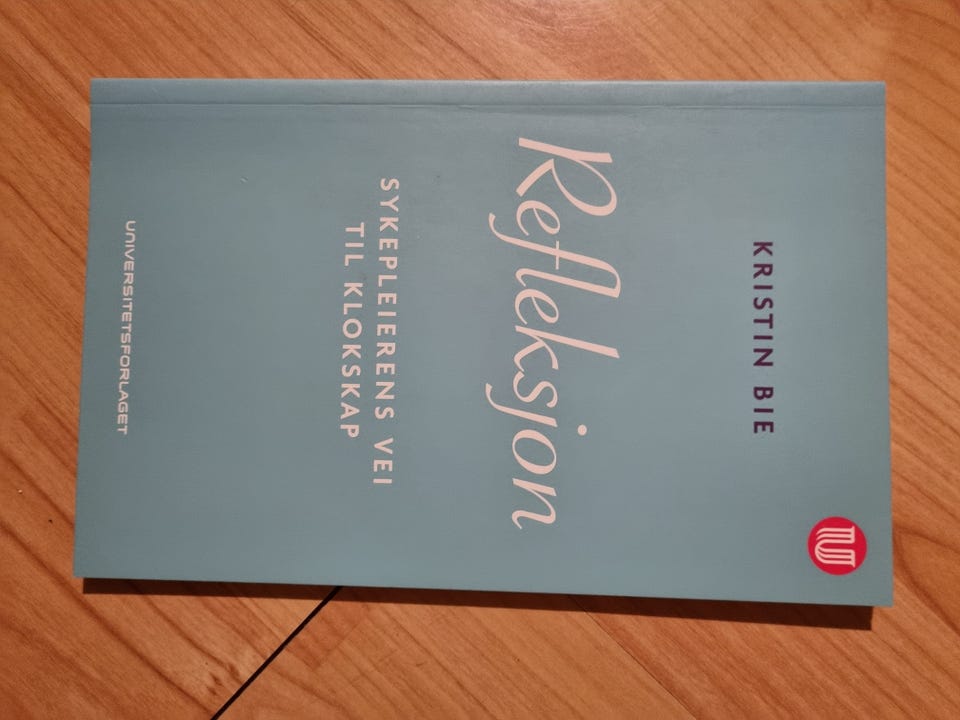 KRISTIN BIE
Refleksjon
SYKEPLEIERENS VEI
TIL KLOKSKAP
UNIVERSITETSFORLAGET